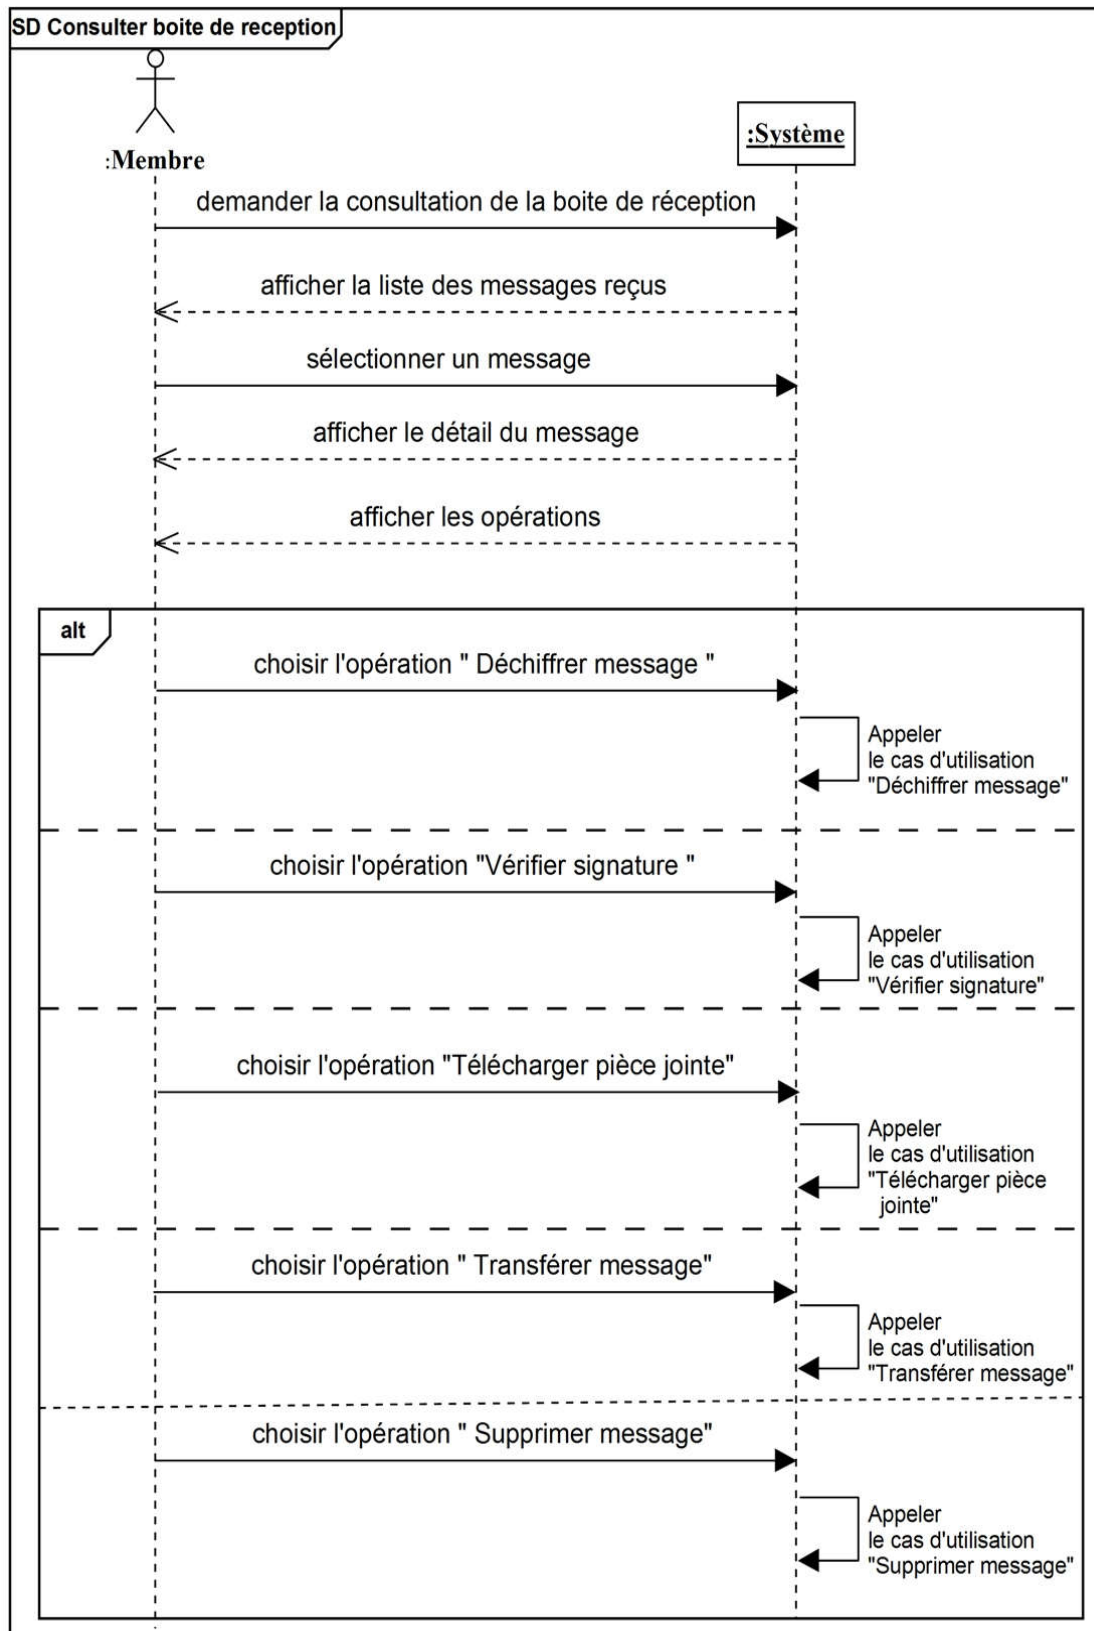 SD Consulter boite de reception
:Système
:Membre
demander la consultation de la boite de réception
afficher la liste des messages reçus
sélectionner un message
afficher le détail du message
afficher les opérations
alt
choisir l'opération " Déchiffrer message "
Appeler
le cas d'utilisation
"Déchiffrer message"
choisir l'opération "Vérifier signature "
Appeler
le cas d'utilisation
"Vérifier signature"
choisir l'opération "Télécharger pièce jointe"
Appeler
le cas d'utilisation
"Télécharger pièce
jointe"
choisir l'opération " Transférer message"
Appeler
le cas d'utilisation
"Transférer message"
choisir l'opération " Supprimer message"
Appeler
le cas d'utilisation
"Supprimer message"